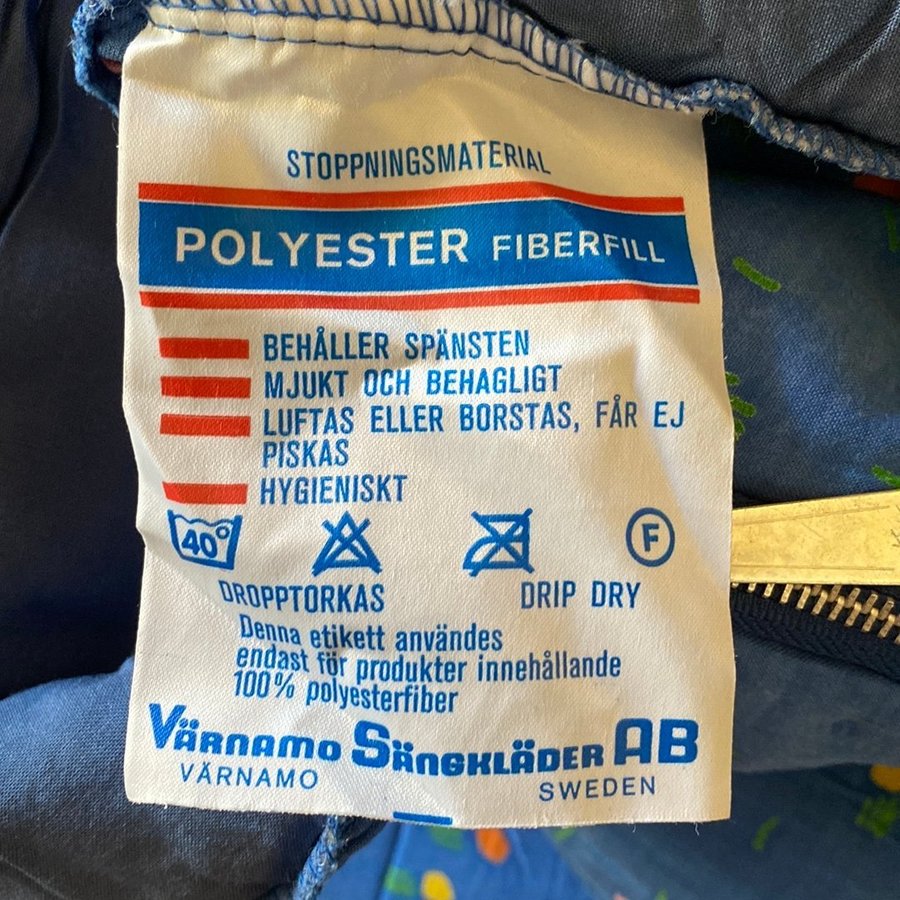 STOPPNINGSMATERIAL
POLYESTER FIBERFILL
BEHÅLLER SPÄNSTEN
MJUKT OCH BEHAGLIGT
LUFTAS ELLER BORSTAS, FÅR EJ
PISKAS
HYGIENISKT
40° F
DROPPTORKAS DRIP DRY
Denna etikett användes
endast för produkter innehållande
100% polyesterfiber
VÄRNAMO SÄNGKLÄDER AB
VÄRNAMO SWEDEN